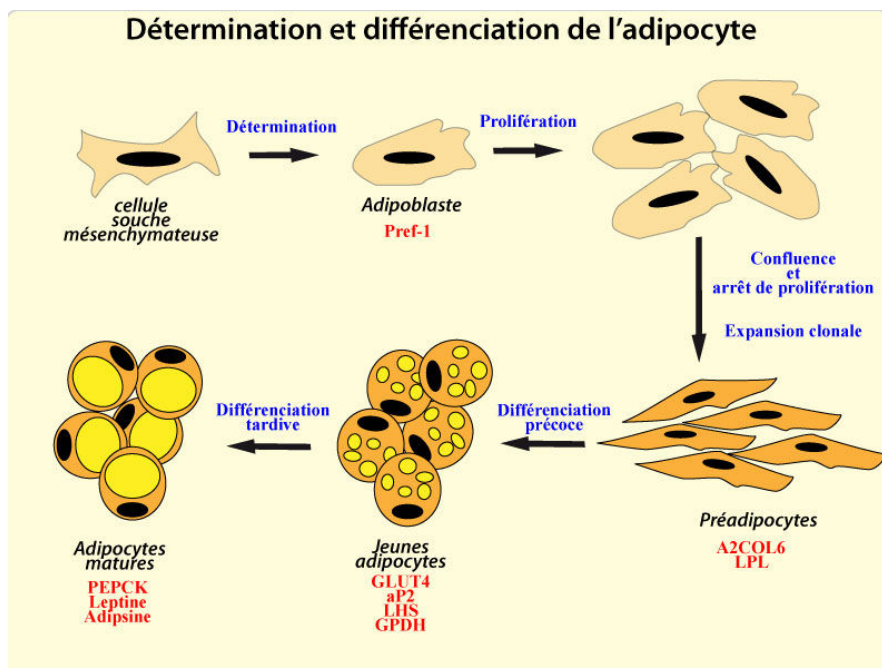 Détermination et différenciation de l'adipocyte
Détermination
Prolifération
cellule
souche
mésenchymateuse
Adipoblaste
Pref-1
Confluence
et
arrêt de prolifération
Expansion clonale
Différenciation
tardive
Différenciation
précoce
Adipocytes
matures
PEPCK
Leptine
Adipsine
Jeunes
adipocytes
GLUT4
aP2
LHS
GPDH
Préadipocytes
A2COL6
LPL